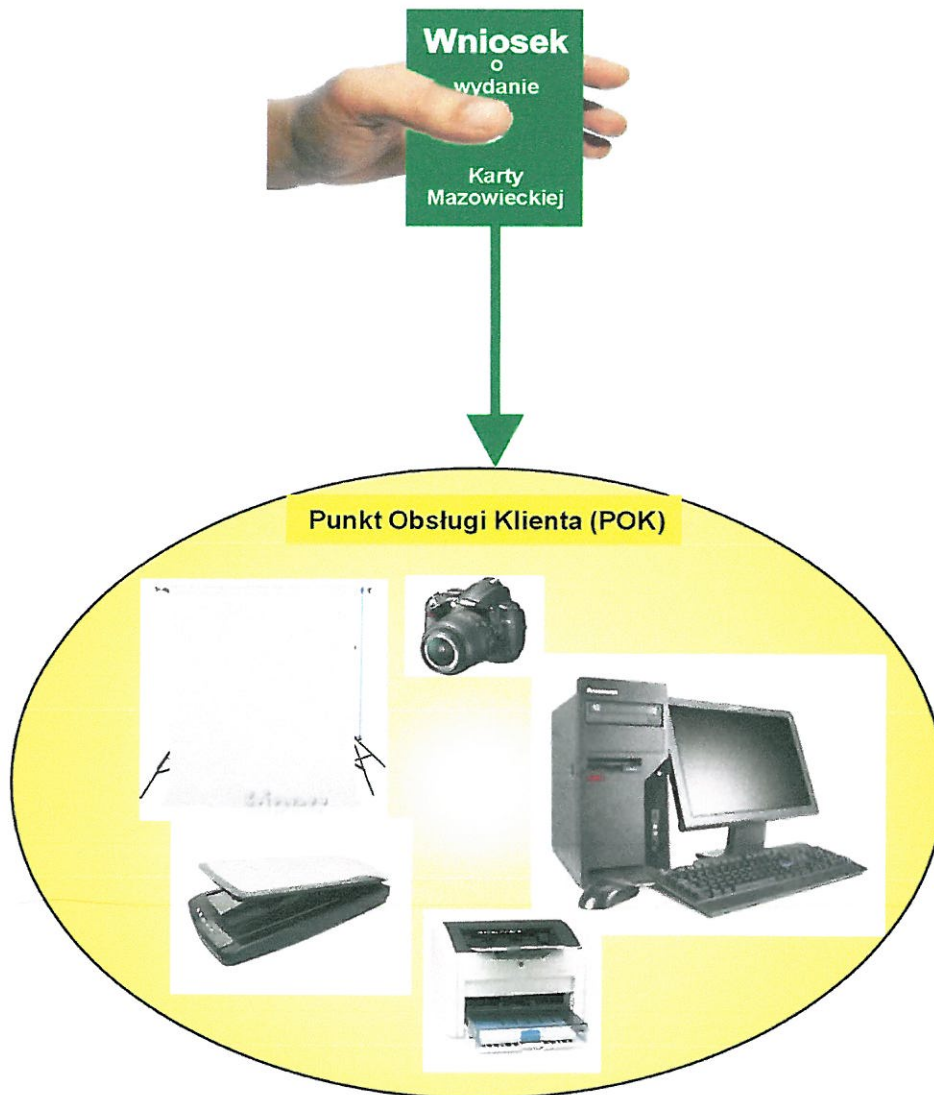 Wniosek
o
wydanie
Karty
Mazowieckiej
Punkt Obsługi Klienta (POK)